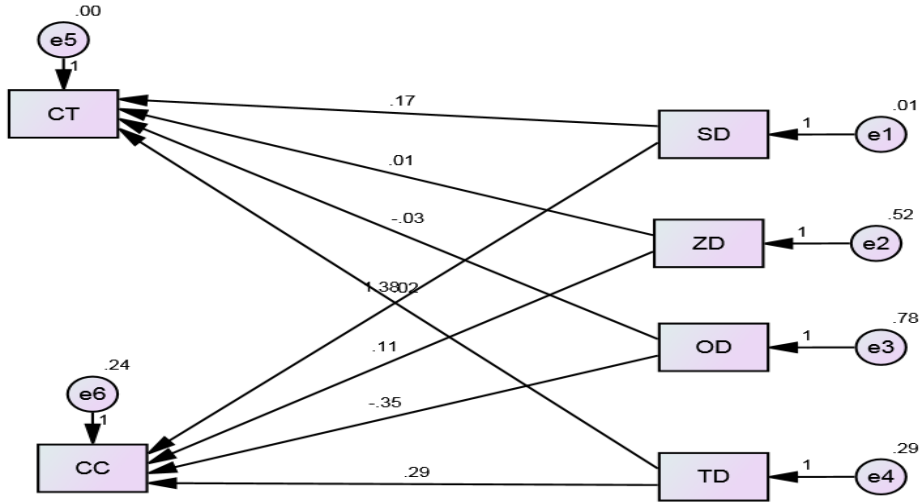 .00
e5
1
CT
.17
.01
SD
1
e1
.01
.52
ZD
1
e2
-.03
1.38
.02
.78
OD
1
e3
.24
e6
1
.11
-.35
CC
.29
TD
1
e4
.29